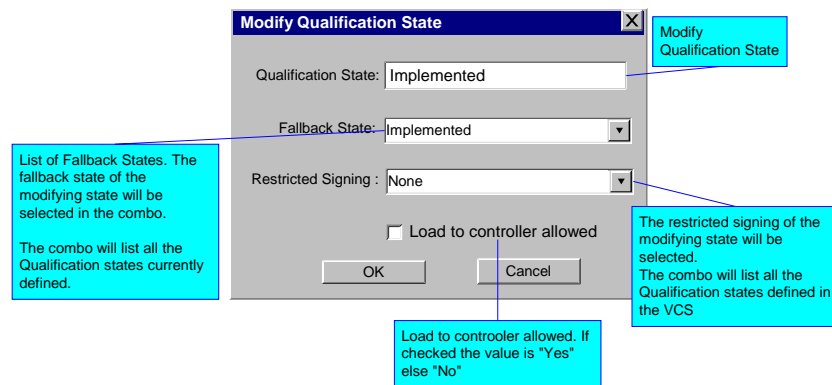 Modify Qualification State
Modify
Qualification State
Qualification State:
Implemented
Fallback State:
Implemented
List of Fallback States. The
fallback state of the
modifying state will be
selected in the combo.
The combo will list all the
Qualification states currently
defined.
Restricted Signing :
None
The restricted signing of the
modifying state will be
selected.
The combo will list all the
Qualification states defined in
the VCS
Load to controller allowed
OK
Cancel
Load to controoler allowed. If
checked the value is "Yes"
else "No"